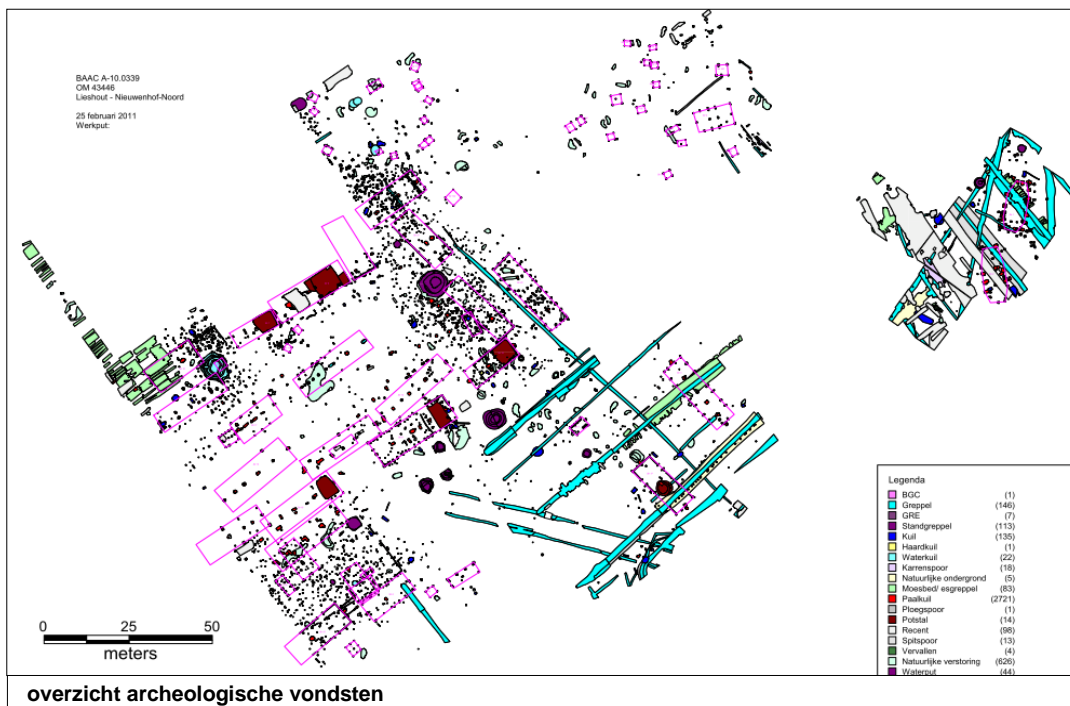 BAAC A-10.0339
OM 43446
Lieshout - Nieuwenhof-Noord
25 februari 2011
Werkput:
0 25 50
meters
Legenda
BGC (1)
Greppel (146)
GRE (7)
Standgreppel (113)
Kuil (135)
Haardkuil (1)
Waterkuil (22)
Karrenspoor (18)
Natuurlijke ondergrond (5)
Moesbed/ esgreppel (83)
Paalkuil (2721)
Ploegspoor (1)
Potstal (14)
Recent (98)
Spitspoor (13)
Vervallen (4)
Natuurlijke verstoring (626)
Waterput (44)
overzicht archeologische vondsten